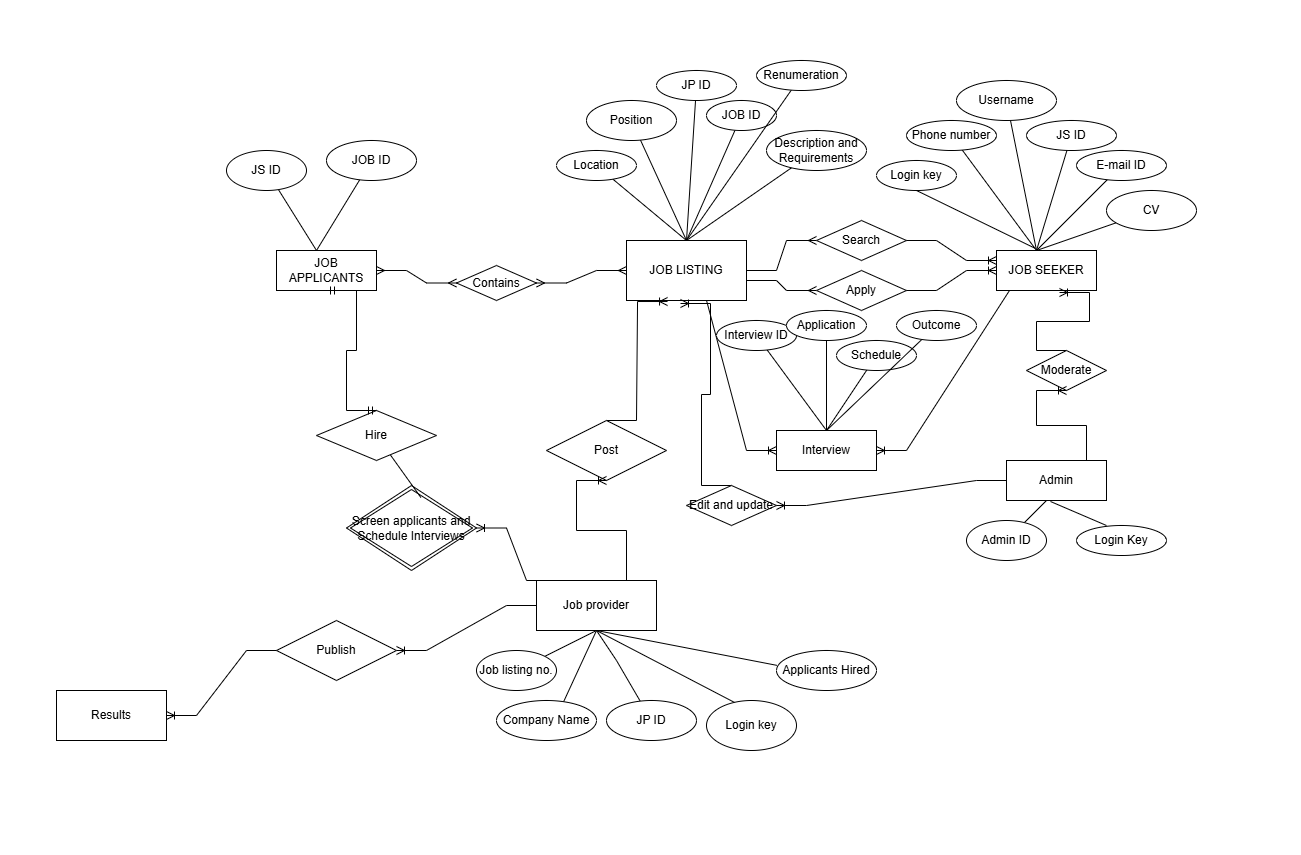 Renumeration
JP ID
Username
JOB ID
Position
Phone number
JS ID
Description and
Requirements
JOB ID
Location
E-mail ID
JS ID
Login key
CV
Search
JOB
APPLICANTS
JOB LISTING
JOB SEEKER
Contains
Apply
Interview ID
Application
Outcome
Schedule
Moderate
Hire
Post
Interview
Admin
Edit and update
Screen applicants and
Schedule Interviews
Admin ID
Login Key
Job provider
Publish
Job listing no.
Applicants Hired
Results
Company Name
JP ID
Login key